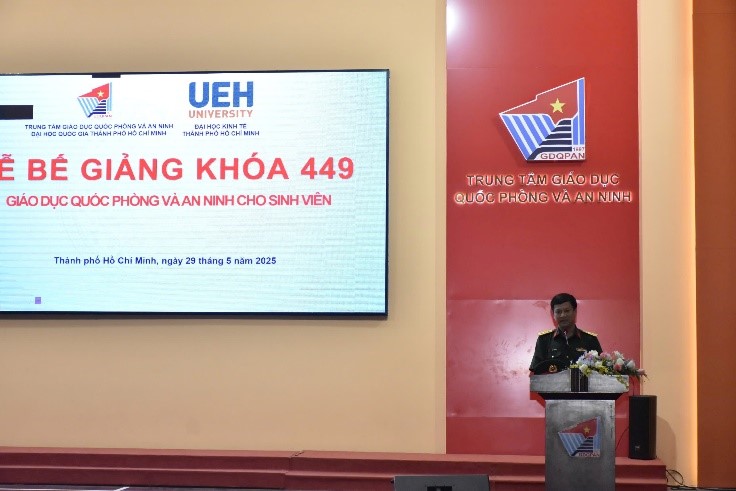 UEH
UNIVERSITY
TRUNG TÂM GIÁO DỤC QUỐC PHÒNG VÀ AN NINH
ĐẠI HỌC QUỐC GIA THÀNH PHỐ HỒ CHÍ MINH
ĐẠI HỌC KINH TẾ
THÀNH PHỐ HỒ CHÍ MINH
Ễ BẾ GIẢNG KHÓA 449
GIÁO DỤC QUỐC PHÒNG VÀ AN NINH CHO SINH VIÊN
Thành phố Hồ Chí Minh, ngày 29 tháng 5 năm 2025
1997
GDQPAN
TRUNG TÂM GIÁO DỤC
QUỐC PHÒNG VÀ AN NINH
GDQPAN